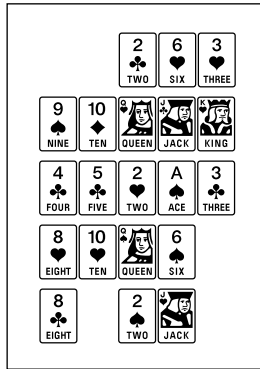 2 6 3
TWO SIX THREE
9 10 Q J K
NINE TEN QUEEN JACK KING
4 5 2 A 3
FOUR FIVE TWO ACE THREE
8 10 Q 6
EIGHT TEN QUEEN SIX
8 2 J
EIGHT TWO JACK